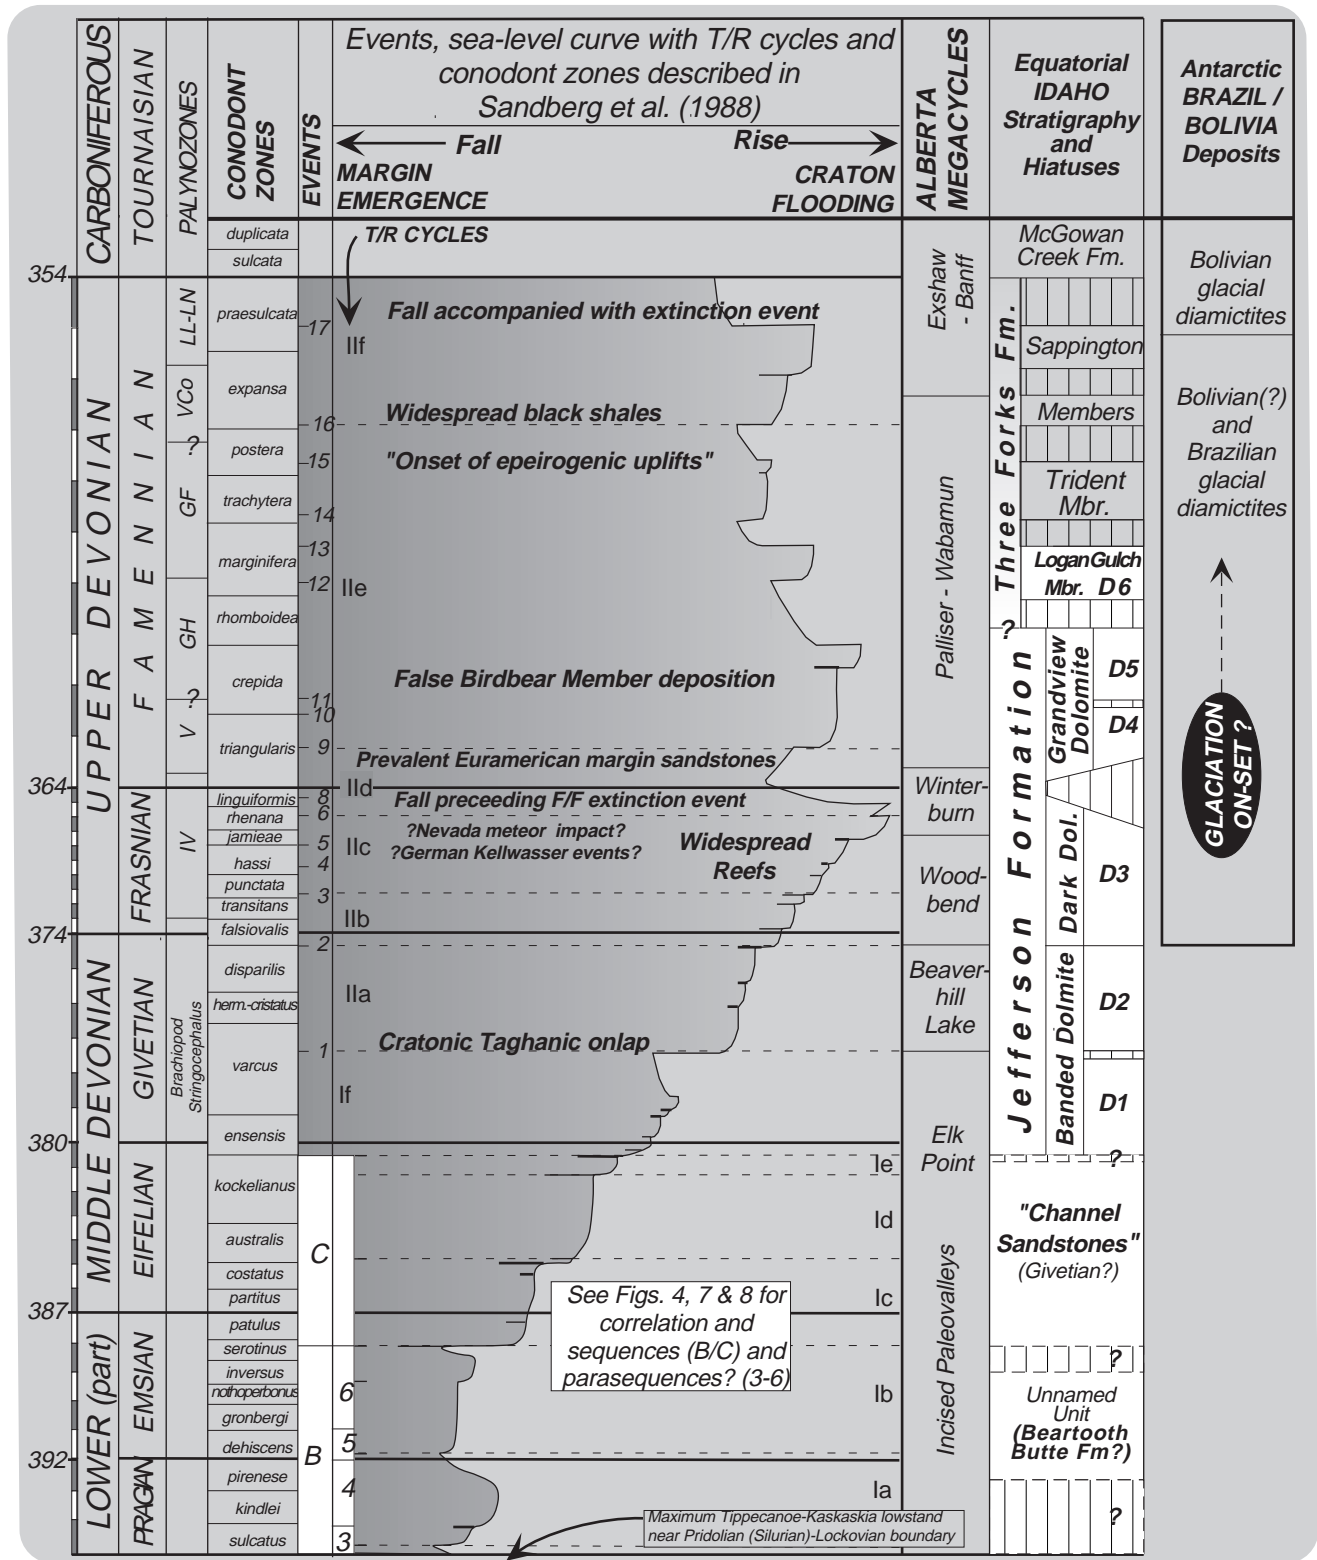 CARBONIFEROUS
TOURNAISIAN
PALYNOZONES
CONODONT
ZONES
EVENTS
Events, sea-level curve with T/R cycles and
conodont zones described in
Sandberg et al. (1988)
Fall
Rise
MARGIN
EMERGENCE
CRATON
FLOODING
ALBERTA
MEGACYCLES
Equatorial
IDAHO
Stratigraphy
and
Hiatuses
Antarctic
BRAZIL /
BOLIVIA
Deposits
T/R CYCLES
354
364
374
380
387
392
UPPER DEVONIAN
MIDDLE DEVONIAN
LOWER (part)
FAMENNIAN
FRASNIAN
GIVETIAN
EIFELIAN
EMSIAN
PRAGIAN
LL-LN
VCo
?
GF
GH
?
V
IV
Brachiopod
Stringocephalus
duplicata
sulcata
praesulcata
expansa
postera
trachytera
marginifera
rhomboidea
crepida
triangularis
linguiformis
rhenana
jamieae
hassi
punctata
transitans
falsiovalis
disparilis
herm.-cristatus
varcus
ensensis
kockelianus
australis
costatus
partitus
patulus
serotinus
inversus
nothoperbonus
gronbergi
dehiscens
pirenese
kindlei
sulcatus
17
16
15
14
13
12
11
10
9
8
6
5
4
3
2
1
C
B
6
5
4
3
IIf
IIe
IId
IIc
IIb
IIa
If
Ie
Id
Ic
Ib
Ia
Fall accompanied with extinction event
Widespread black shales
"Onset of epeirogenic uplifts"
False Birdbear Member deposition
Prevalent Euramerican margin sandstones
Fall preceeding F/F extinction event
?Nevada meteor impact?
?German Kellwasser events?
Widespread
Reefs
Cratonic Taghanic onlap
See Figs. 4, 7 & 8 for
correlation and
sequences (B/C) and
parasequences? (3-6)
Maximum Tippecanoe-Kaskaskia lowstand
near Pridolian (Silurian)-Lockovian boundary
Exshaw
- Banff
Palliser - Wabamun
Winter-
burn
Wood-
bend
Beaver-
hill
Lake
Elk
Point
Incised Paleovalleys
McGowan
Creek Fm.
Three Forks Fm.
Sappington
Members
Trident
Mbr.
Logan Gulch
Mbr. D6
?
Jefferson Formation
Grandview
Dolomite
Dark Dol.
Banded Dolmite
D5
D4
D3
D2
D1
?
"Channel
Sandstones"
(Givetian?)
?
Unnamed
Unit
(Beartooth
Butte Fm?)
?
Bolivian
glacial
diamictites
Bolivian(?)
and
Brazilian
glacial
diamictites
GLACIATION
ON-SET ?